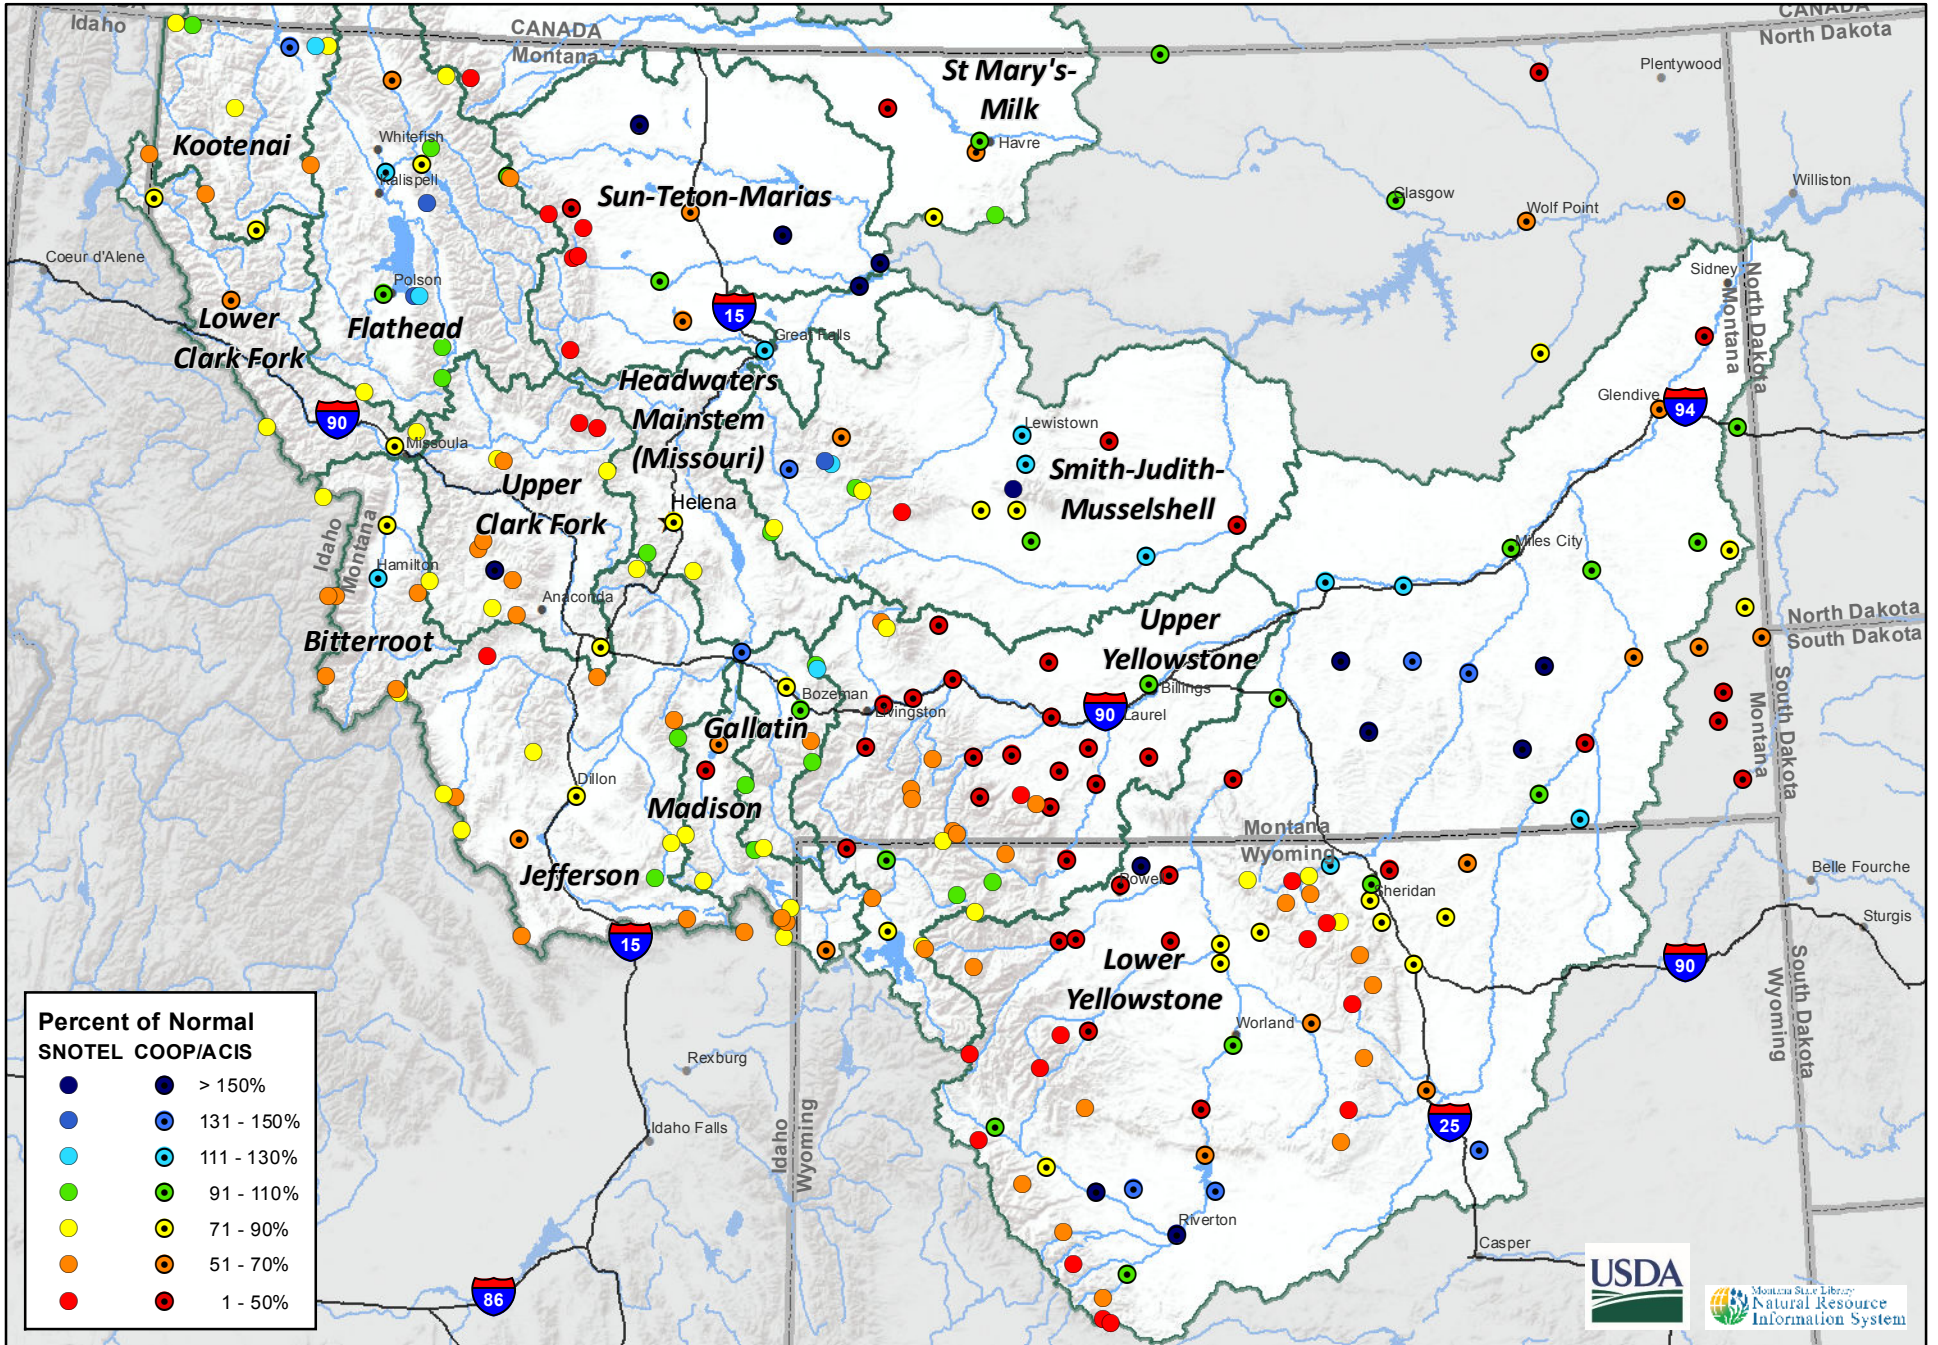 CANADA
Idaho
CANADA
Montana
CANADA
North Dakota
St Mary's-
Milk
Plentywood
Kootenai
Whitefish
Havre
Kalispell
Sun-Teton-Marias
Glasgow
Wolf Point
Williston
Coeur d'Alene
Polson
Sidney
Montana
North Dakota
Lower
Clark Fork
Flathead
15
Great Falls
Headwaters
Mainstem
(Missouri)
Glendive
94
90
Missoula
Lewistown
Smith-Judith-
Musselshell
Upper
Clark Fork
Helena
Idaho
Montana
Hamilton
Miles City
Anaconda
Bitterroot
Upper
Yellowstone
North Dakota
South Dakota
Bozeman
Livingston
Billings
90
Laurel
Gallatin
Montana
South Dakota
Dillon
Madison
Montana
Wyoming
Jefferson
Powell
Sheridan
Belle Fourche
Sturgis
15
90
Lower
Yellowstone
South Dakota
Wyoming
Worland
Rexburg
Idaho Falls
Idaho
Wyoming
25
Riverton
Casper
86
Percent of Normal
SNOTEL COOP/ACIS
> 150%
131 - 150%
111 - 130%
91 - 110%
71 - 90%
51 - 70%
1 - 50%
USDA
Montana State Library
Natural Resource
Information System